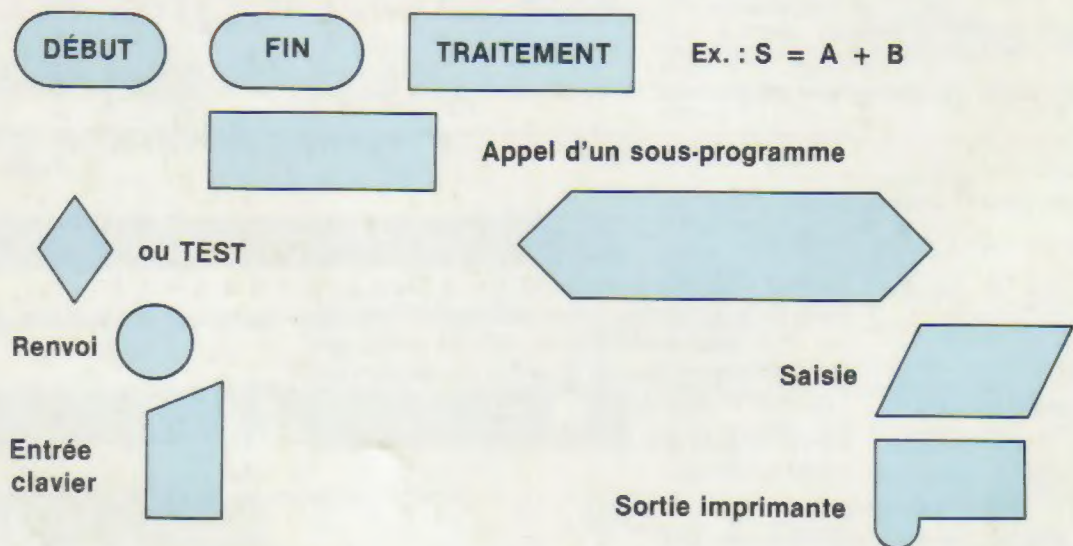 DÉBUT
FIN
TRAITEMENT
Ex. : S = A + B
Appel d'un sous-programme
ou TEST
Renvoi
Saisie
Entrée
clavier
Sortie imprimante